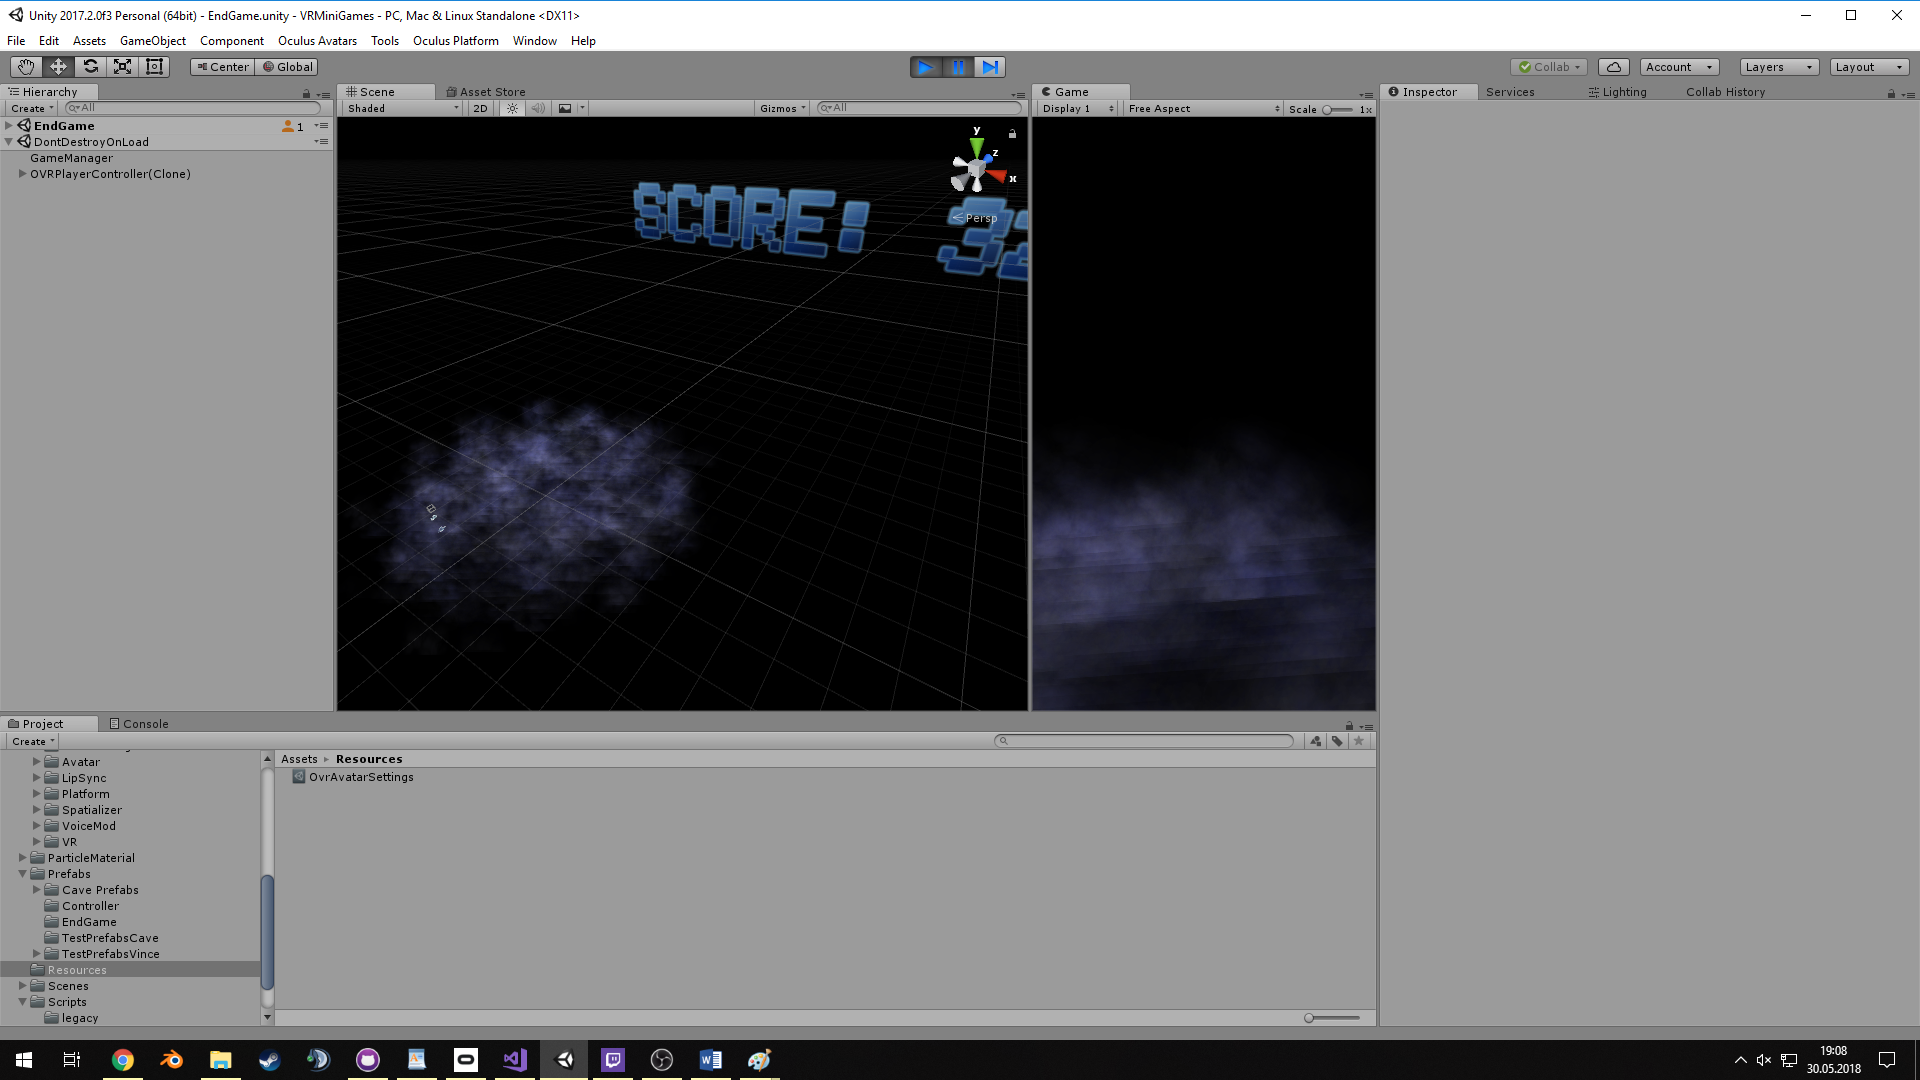 Unity 2017.2.0f3 Personal (64bit) - EndGame.unity - VRMiniGames - PC, Mac & Linux Standalone <DX11>
File Edit Assets GameObject Component Oculus Avatars Tools Oculus Platform Window Help
Center Global Collab Account Layers Layout
Hierarchy
Create All
EndGame 1
DontDestroyOnLoad
GameManager
OVRPlayerController(Clone)
Scene Asset Store
Shaded 2D Gizmos All
y
z
x
Persp
SCORE:
Game
Display 1 Free Aspect Scale 1x
Inspector Services Lighting Collab History
Project Console
Create
Avatar
LipSync
Platform
Spatializer
VoiceMod
VR
ParticleMaterial
Prefabs
Cave Prefabs
Controller
EndGame
TestPrefabsCave
TestPrefabsVince
Resources
Scenes
Scripts
legacy
Assets Resources
OvrAvatarSettings
19:08
30.05.2018